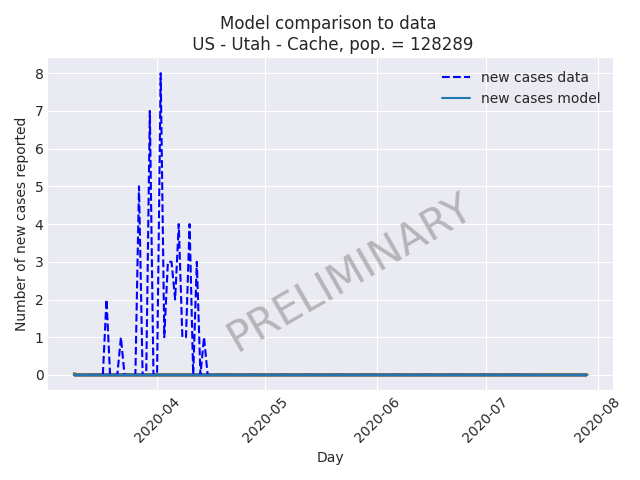 Model comparison to data
US - Utah - Cache, pop. = 128289
new cases data
new cases model
8
7
6
5
4
3
2
1
0
Number of new cases reported
PRELIMINARY
2020-04
2020-05
2020-06
2020-07
2020-08
Day